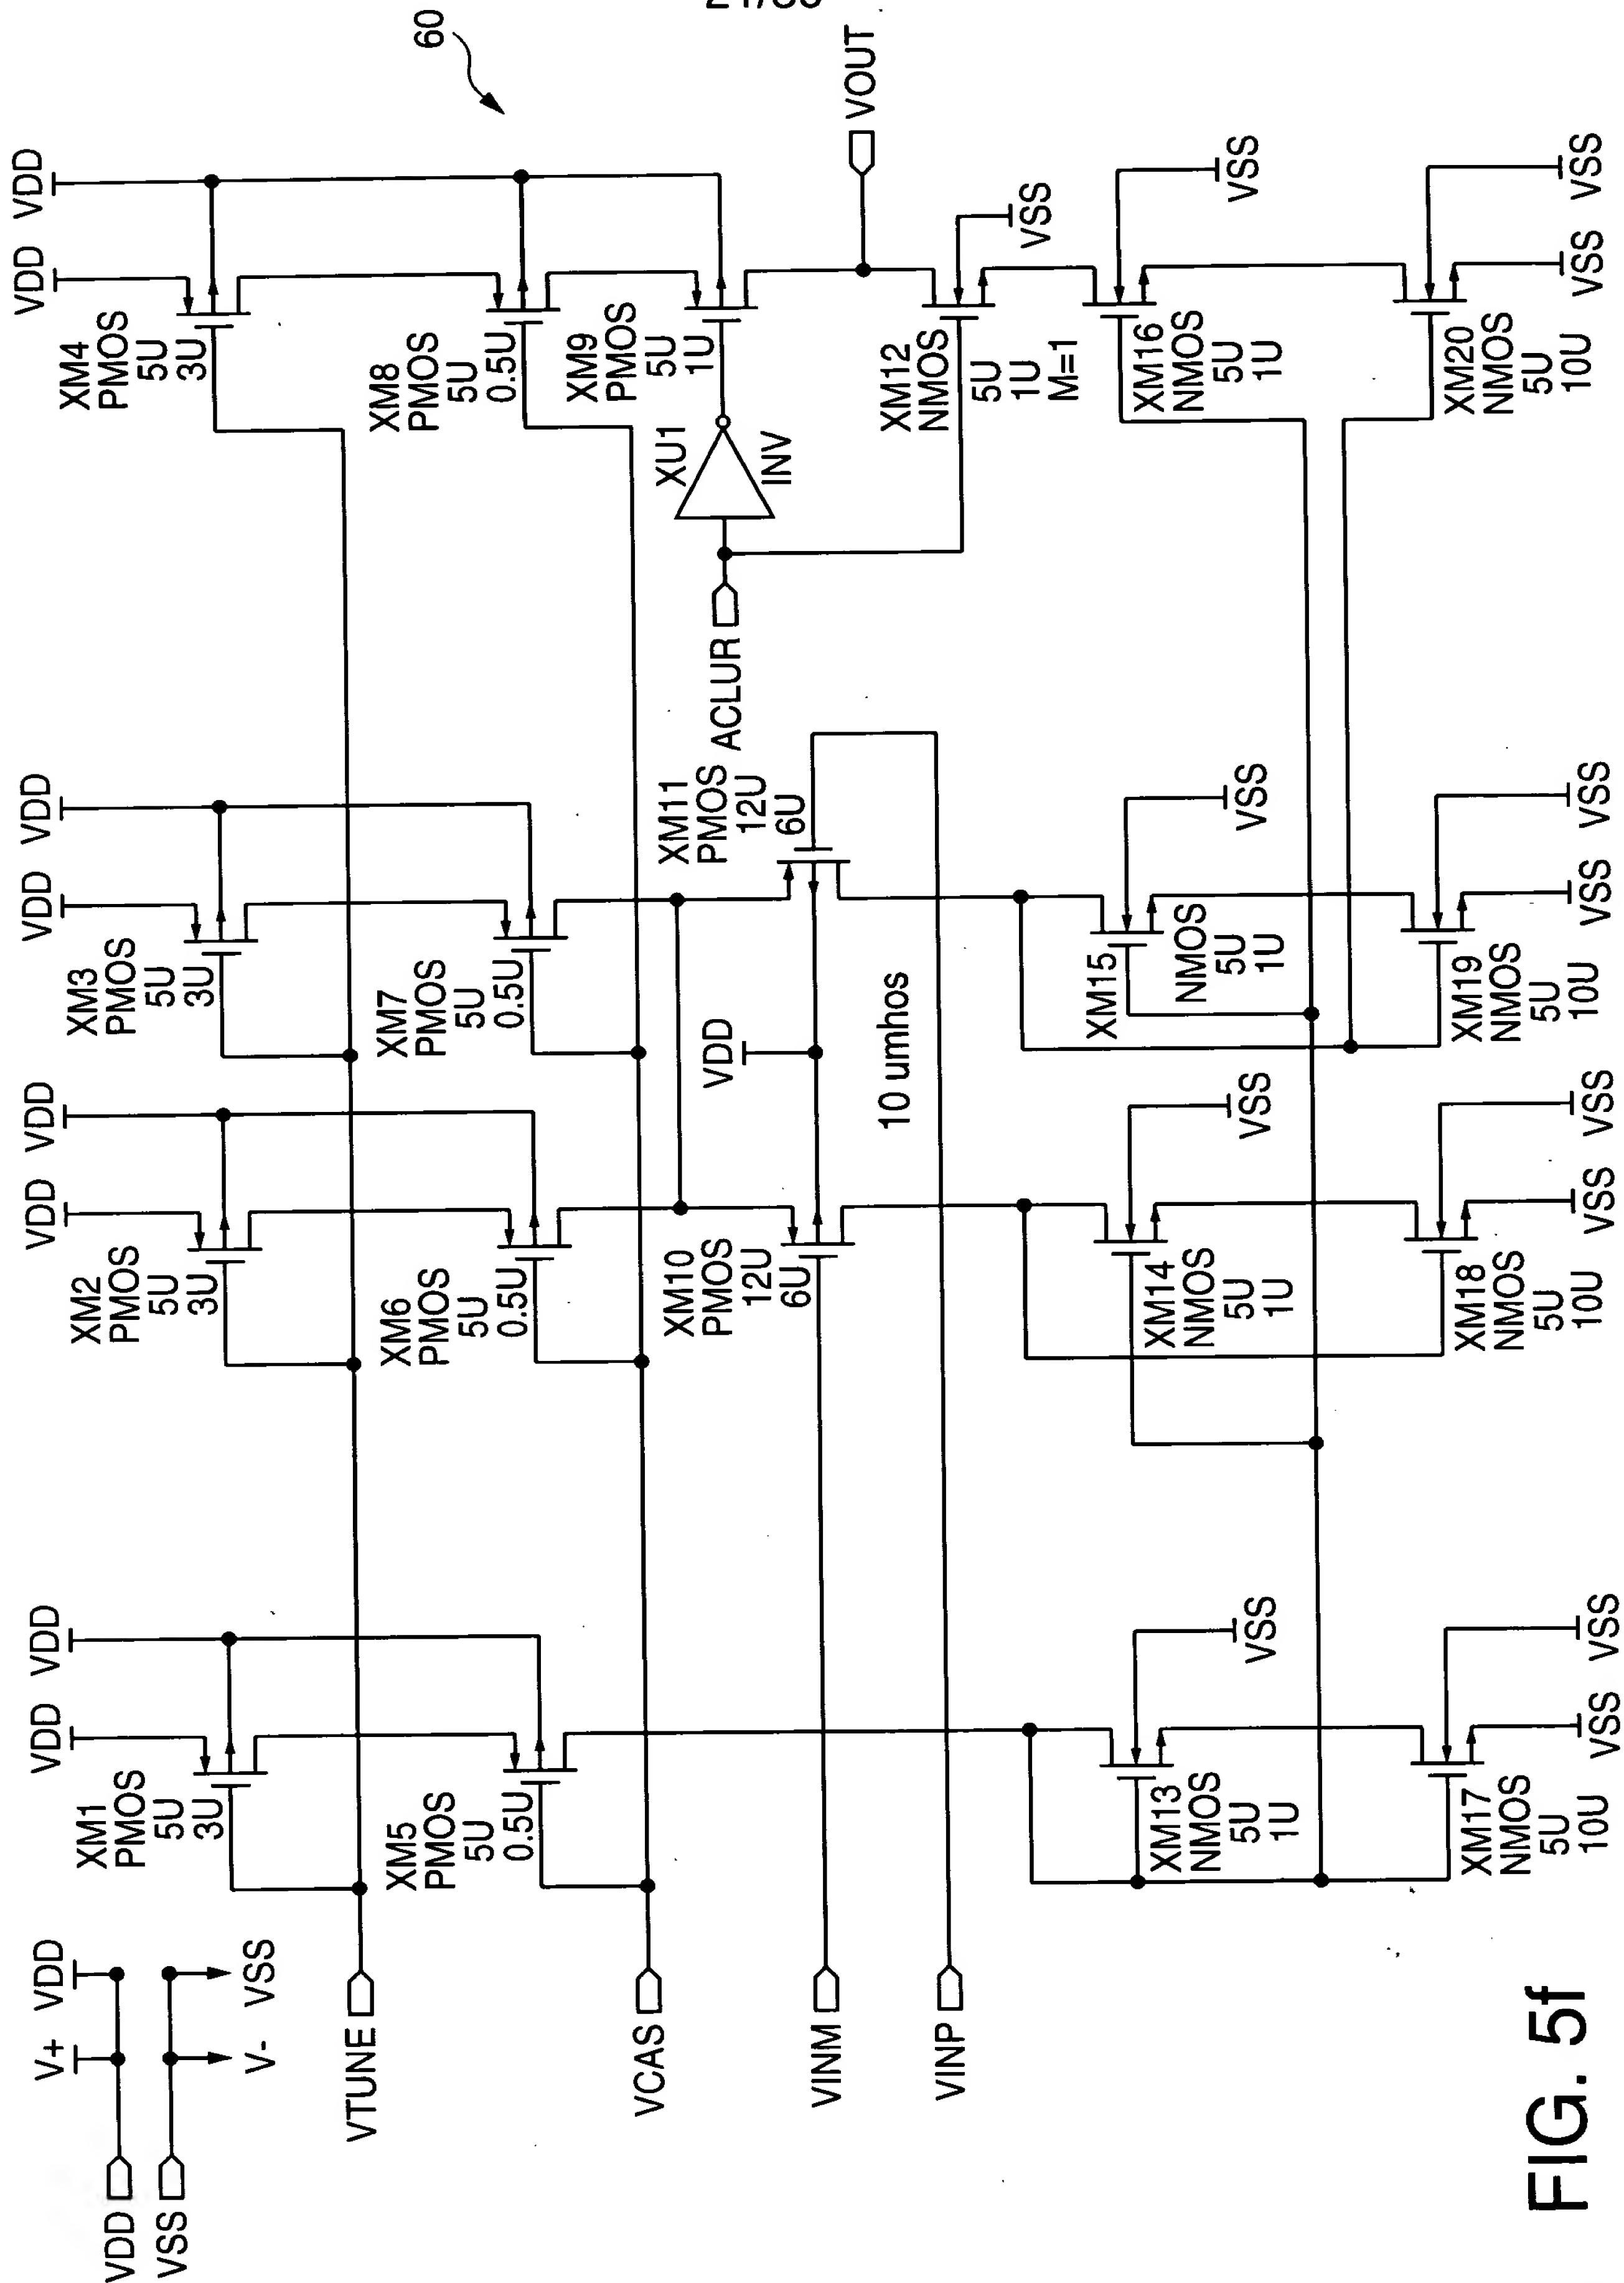 60
VDD
VDD
XM4
PMOS
5U
3U
XM8
PMOS
5U
0.5U
XM9
PMOS
5U
1U
XU1
INV
ACLUR
VOUT
XM12
NMOS
5U
1U
M=1
VSS
XM16
NMOS
5U
1U
VSS
XM20
NMOS
5U
10U
VSS
VSS
VDD
VDD
XM3
PMOS
5U
3U
XM7
PMOS
5U
0.5U
XM11
PMOS
12U
6U
VDD
10 umhos
XM15
NMOS
5U
1U
VSS
XM19
NMOS
5U
10U
VSS
VSS
VDD
VDD
XM2
PMOS
5U
3U
XM6
PMOS
5U
0.5U
XM10
PMOS
12U
6U
XM14
NMOS
5U
1U
VSS
XM18
NMOS
5U
10U
VSS
VSS
VDD
VDD
XM1
PMOS
5U
3U
XM5
PMOS
5U
0.5U
XM13
NMOS
5U
1U
VSS
XM17
NMOS
5U
10U
VSS
VSS
V+
VDD
VDD
VSS
V-
VSS
VTUNE
VCAS
VINM
VINP
FIG. 5f